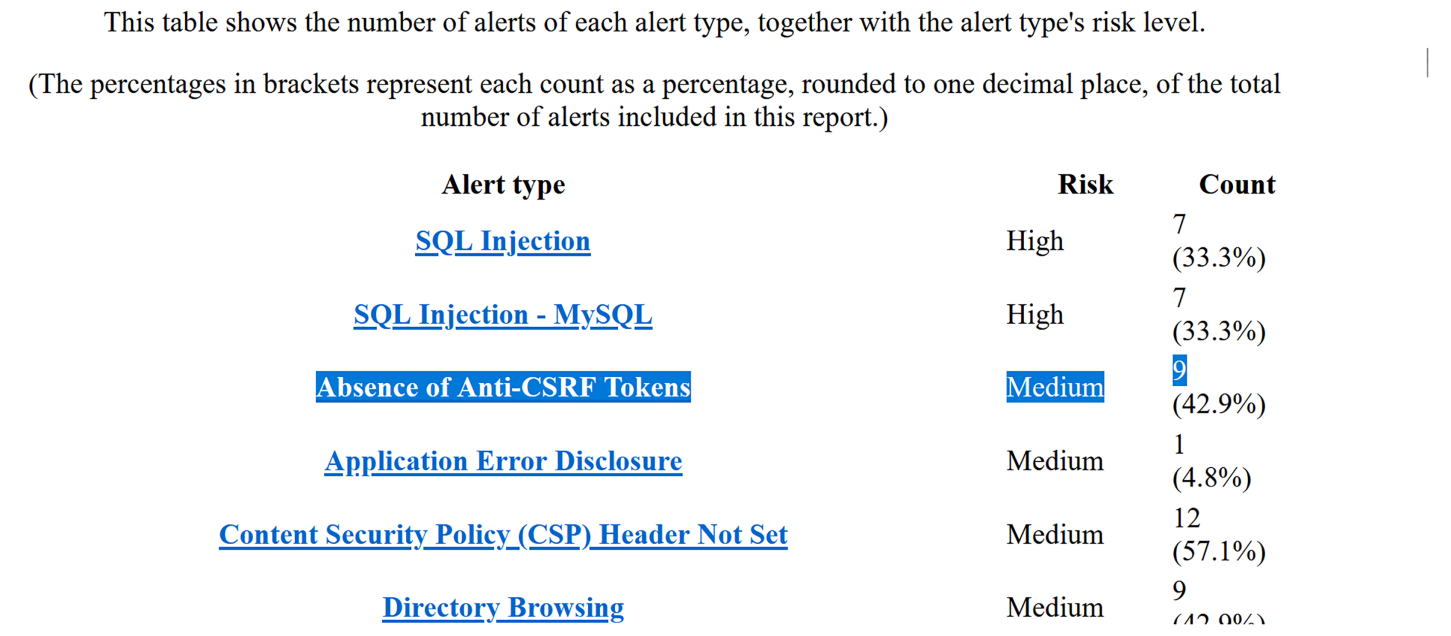 This table shows the number of alerts of each alert type, together with the alert type's risk level.
(The percentages in brackets represent each count as a percentage, rounded to one decimal place, of the total
number of alerts included in this report.)
Alert type Risk Count
SQL Injection High 7
(33.3%)
SQL Injection - MySQL High 7
(33.3%)
Absence of Anti-CSRF Tokens Medium 9
(42.9%)
Application Error Disclosure Medium 1
(4.8%)
Content Security Policy (CSP) Header Not Set Medium 12
(57.1%)
Directory Browsing Medium 9
(42.9%)